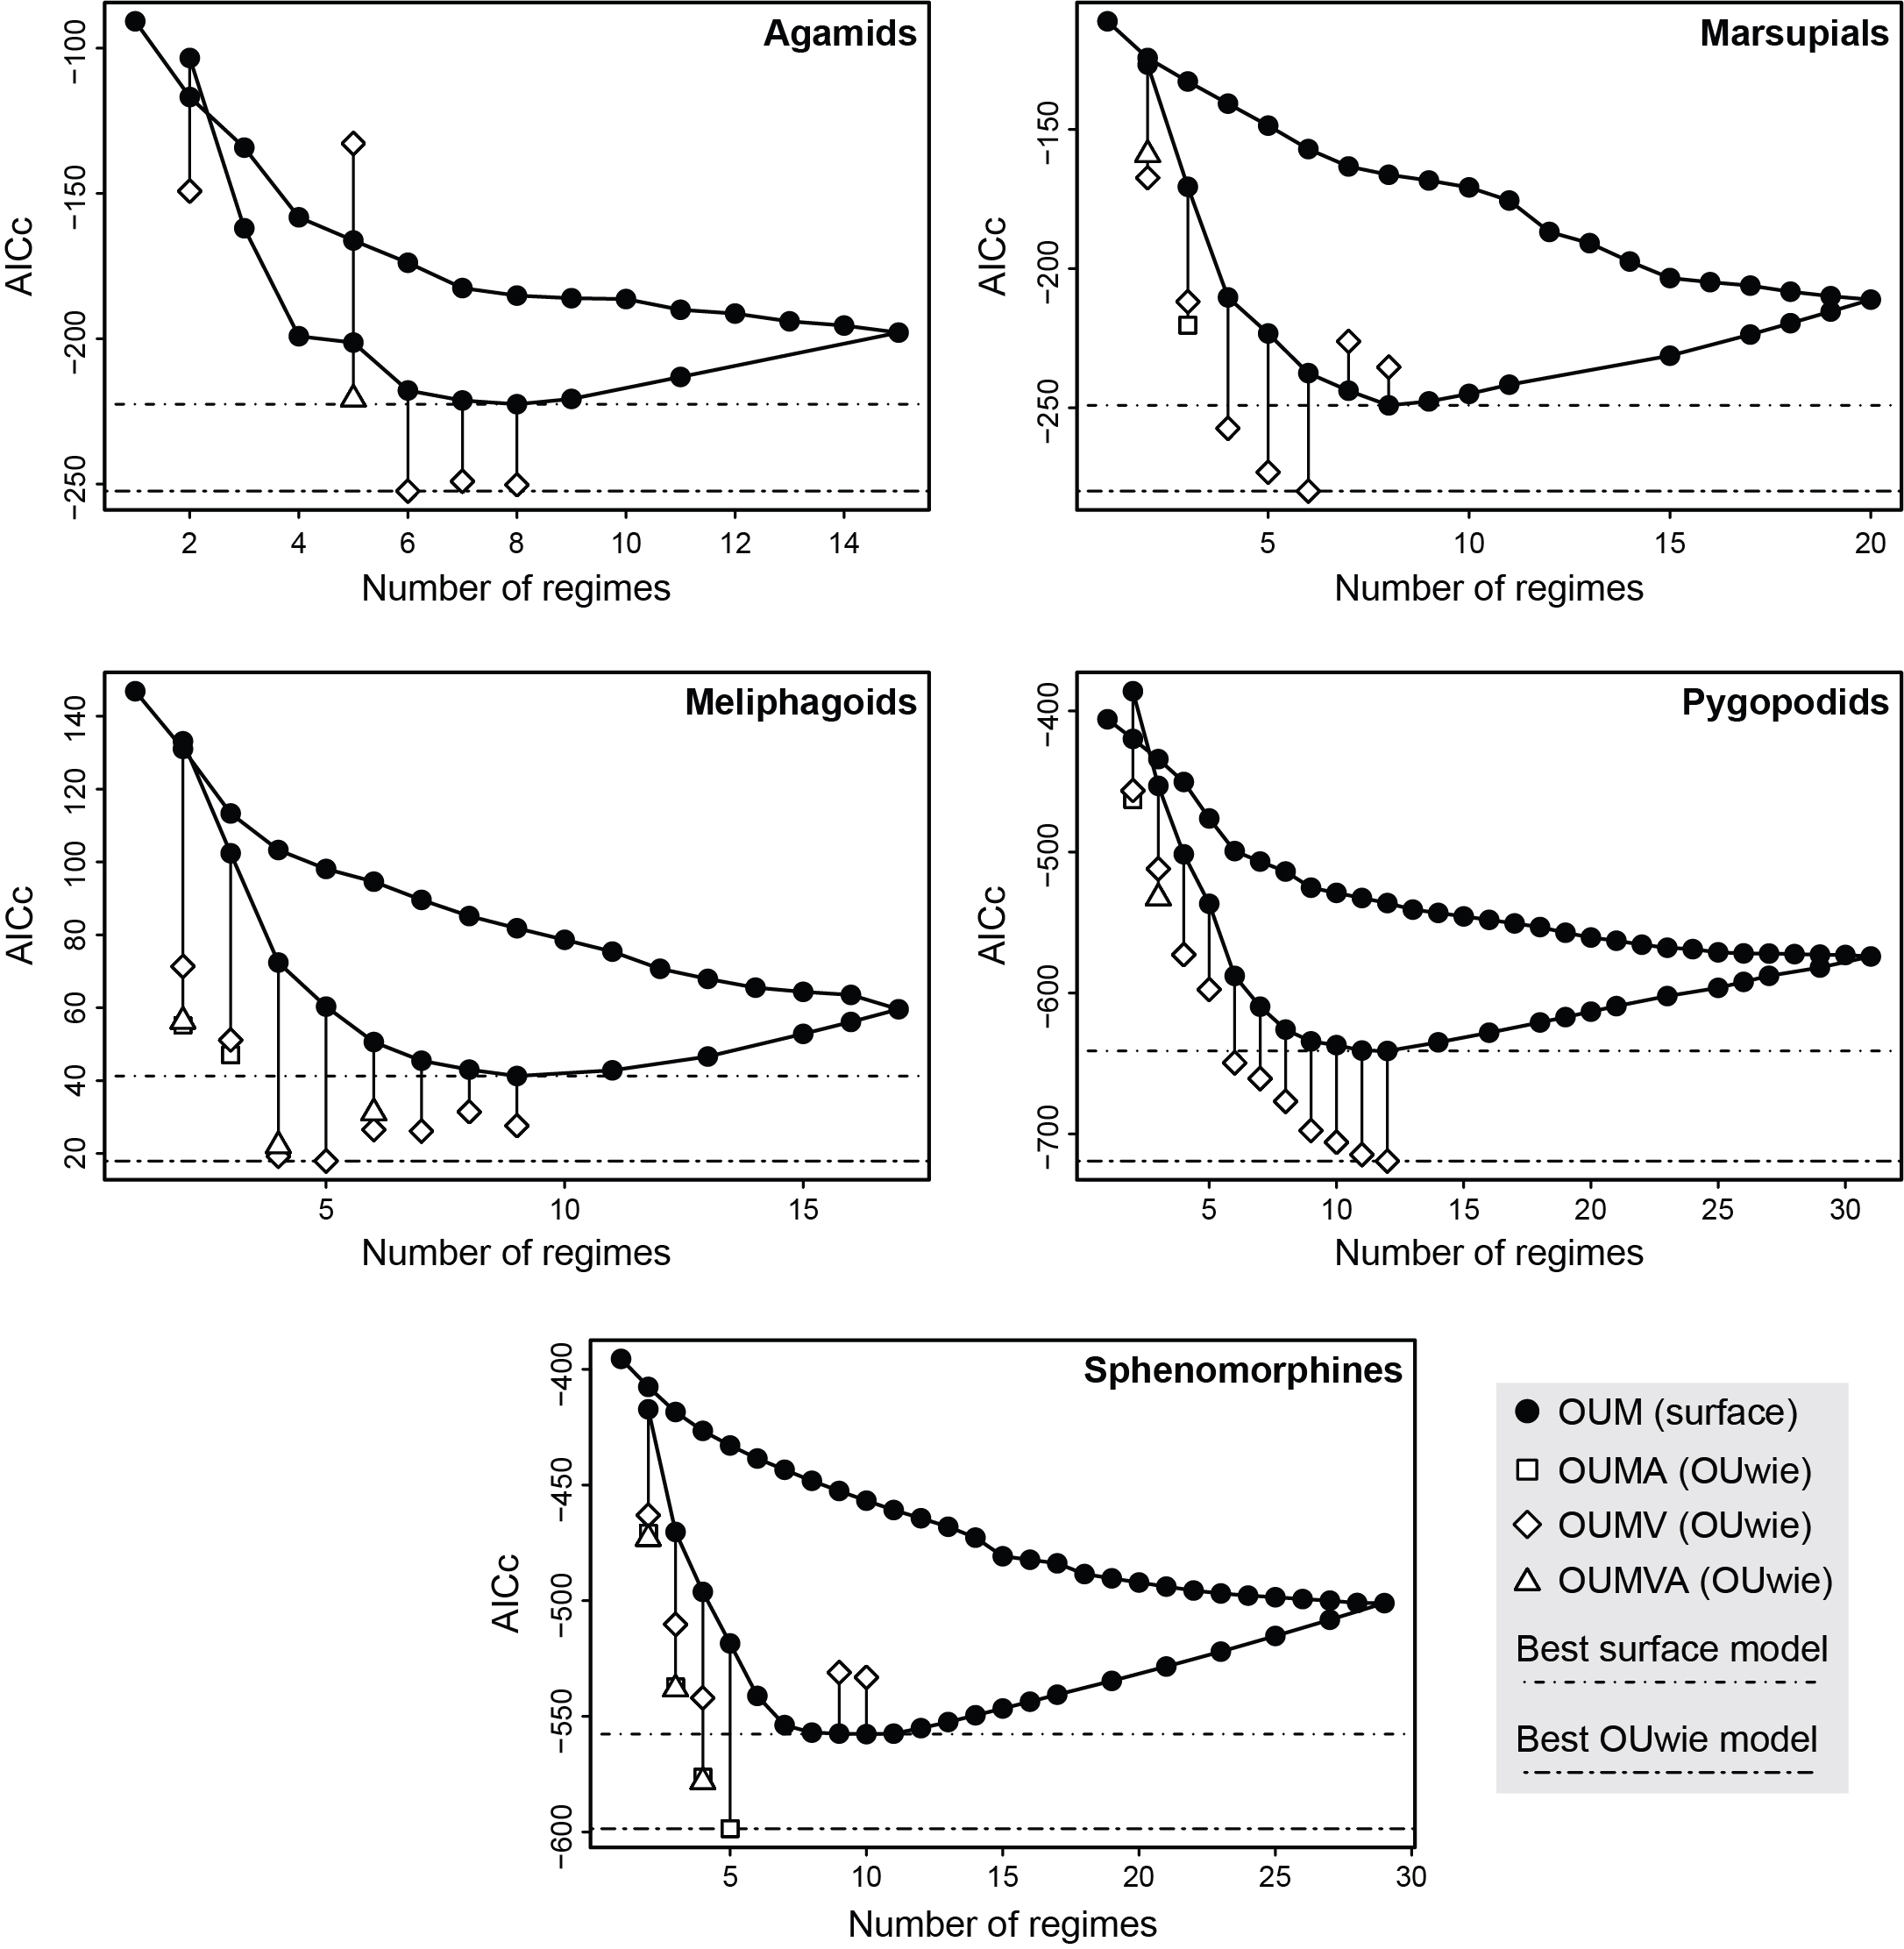 Agamids
AICc
−100
−150
−200
−250
2 4 6 8 10 12 14
Number of regimes
Marsupials
AICc
−150
−200
−250
5 10 15 20
Number of regimes
Meliphagoids
AICc
140
120
100
80
60
40
20
5 10 15
Number of regimes
Pygopodids
AICc
−400
−500
−600
−700
5 10 15 20 25 30
Number of regimes
Sphenomorphines
AICc
−400
−450
−500
−550
−600
5 10 15 20 25 30
Number of regimes
OUM (surface)
OUMA (OUwie)
OUMV (OUwie)
OUMVA (OUwie)
Best surface model
Best OUwie model